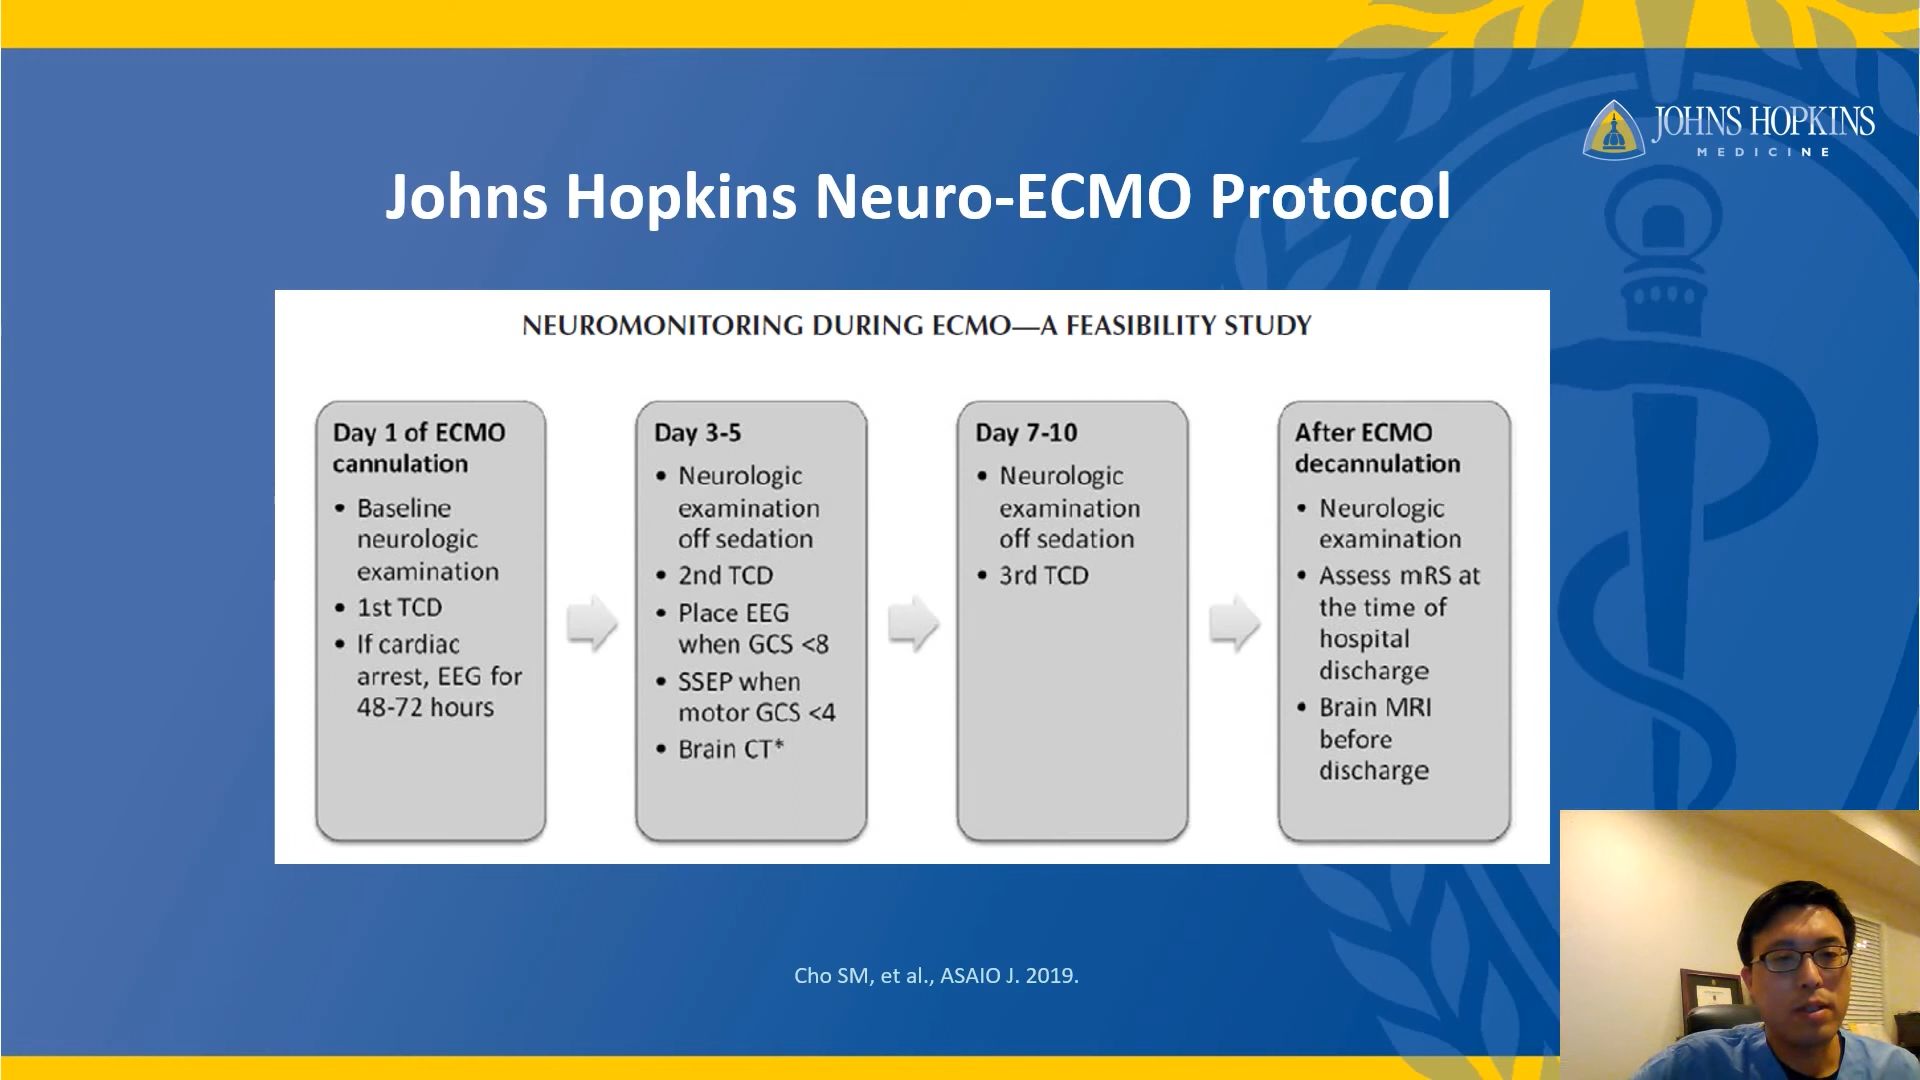 JOHNS HOPKINS
MEDICINE
Johns Hopkins Neuro-ECMO Protocol
NEUROMONITORING DURING ECMO—A FEASIBILITY STUDY
Day 1 of ECMO
cannulation
• Baseline
neurologic
examination
• 1st TCD
• If cardiac
arrest, EEG for
48-72 hours
Day 3-5
• Neurologic
examination
off sedation
• 2nd TCD
• Place EEG
when GCS <8
• SSEP when
motor GCS <4
• Brain CT*
Day 7-10
• Neurologic
examination
off sedation
• 3rd TCD
After ECMO
decannulation
• Neurologic
examination
• Assess mRS at
the time of
hospital
discharge
• Brain MRI
before
discharge
Cho SM, et al., ASAIO J. 2019.